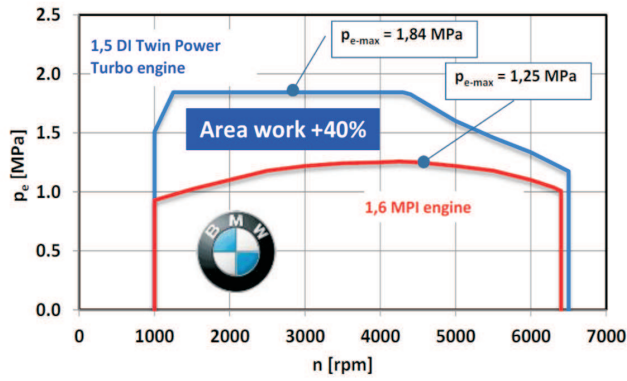 2.5
2.0
1.5
1.0
0.5
0.0
pe [MPa]
1,5 DI Twin Power
Turbo engine
pe-max = 1,84 MPa
pe-max = 1,25 MPa
Area work +40%
1,6 MPI engine
BMW
0
1000
2000
3000
4000
5000
6000
7000
n [rpm]